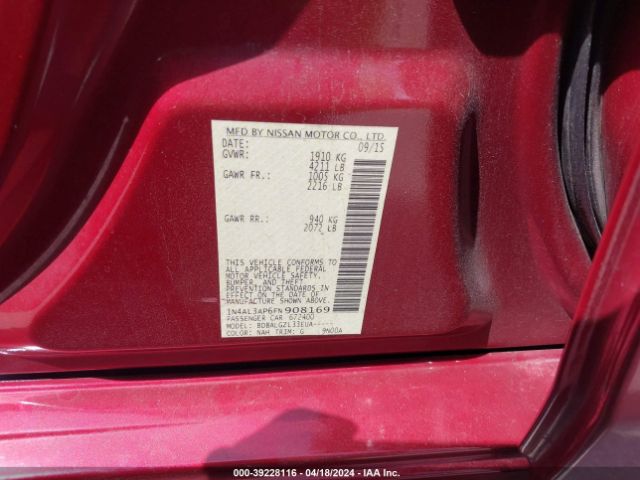 MFD BY NISSAN MOTOR CO., LTD
DATE: 09/15
GVWR: 1910 KG
4211 LB
GAWR FR.: 1005 KG
2216 LB
GAWR RR.: 940 KG
2072 LB
THIS VEHICLE CONFORMS TO
ALL APPLICABLE FEDERAL
MOTOR VEHICLE SAFETY,
BUMPER, AND THEFT
PREVENTION STANDARDS IN
EFFECT ON THE DATE OF
MANUFACTURE SHOWN ABOVE.
1N4AL3AP6FN908169
PASSENGER CAR 672400
MODEL: BDBALGZL33EUA-----
COLOR: NAH TRIM: G 9N00A
000-39228116 - 04/18/2024 - IAA Inc.